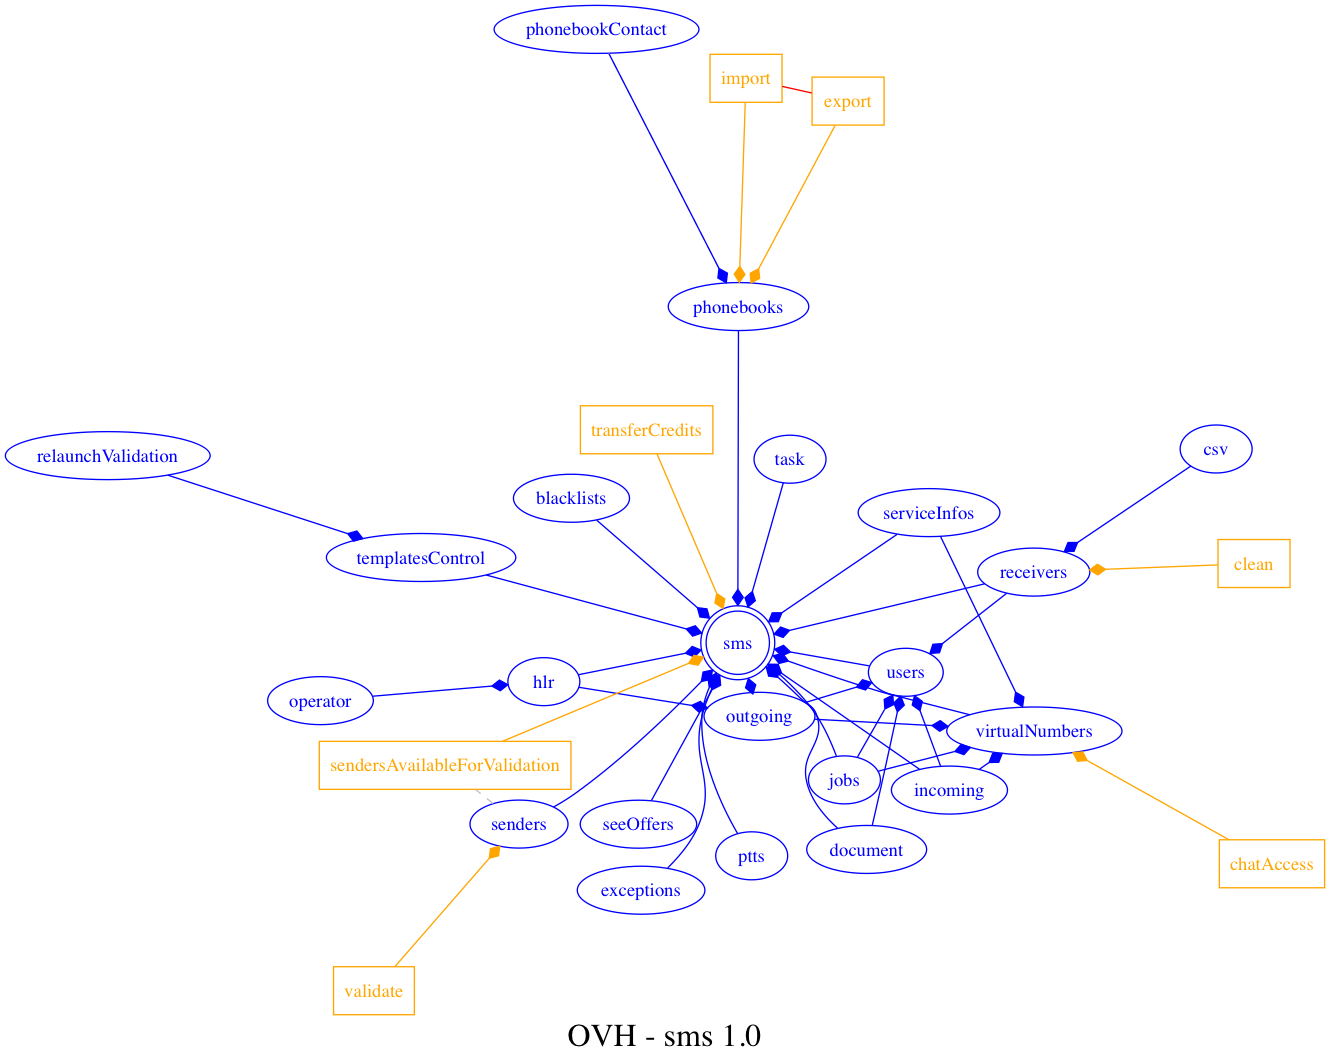 phonebookContact
import
export
phonebooks
transferCredits
task
csv
relaunchValidation
blacklists
serviceInfos
templatesControl
clean
receivers
sms
users
hlr
operator
outgoing
virtualNumbers
sendersAvailableForValidation
jobs
incoming
senders
seeOffers
ptts
document
chatAccess
exceptions
validate
OVH - sms 1.0